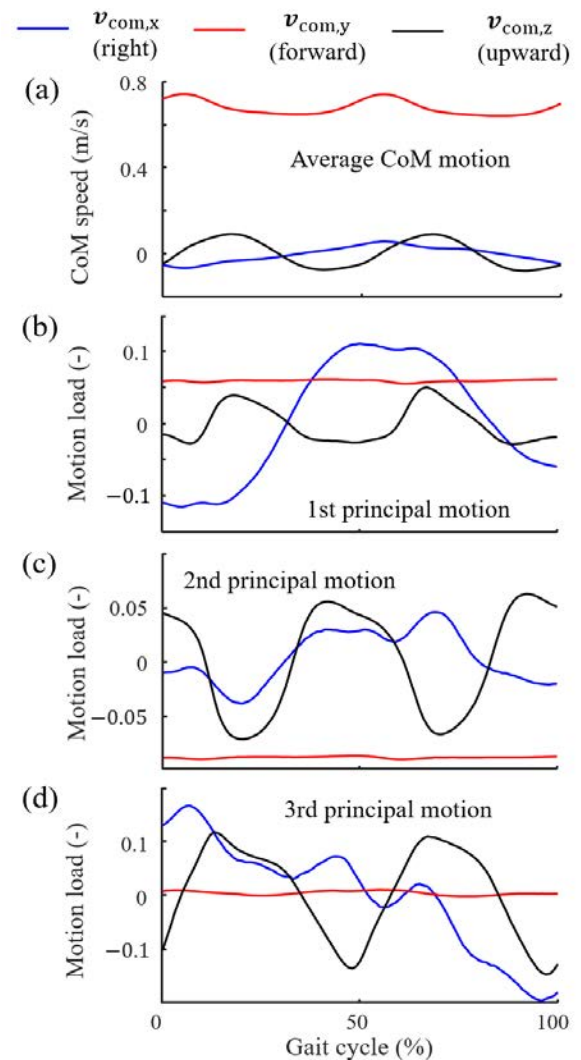 v_com,x v_com,y v_com,z
(right) (forward) (upward)
(a)
0.8
0.4
0
CoM speed (m/s)
Average CoM motion
(b)
0.1
0
−0.1
Motion load (-)
1st principal motion
(c)
2nd principal motion
0.05
0
−0.05
Motion load (-)
(d)
3rd principal motion
0.1
0
−0.1
Motion load (-)
0 50 100
Gait cycle (%)